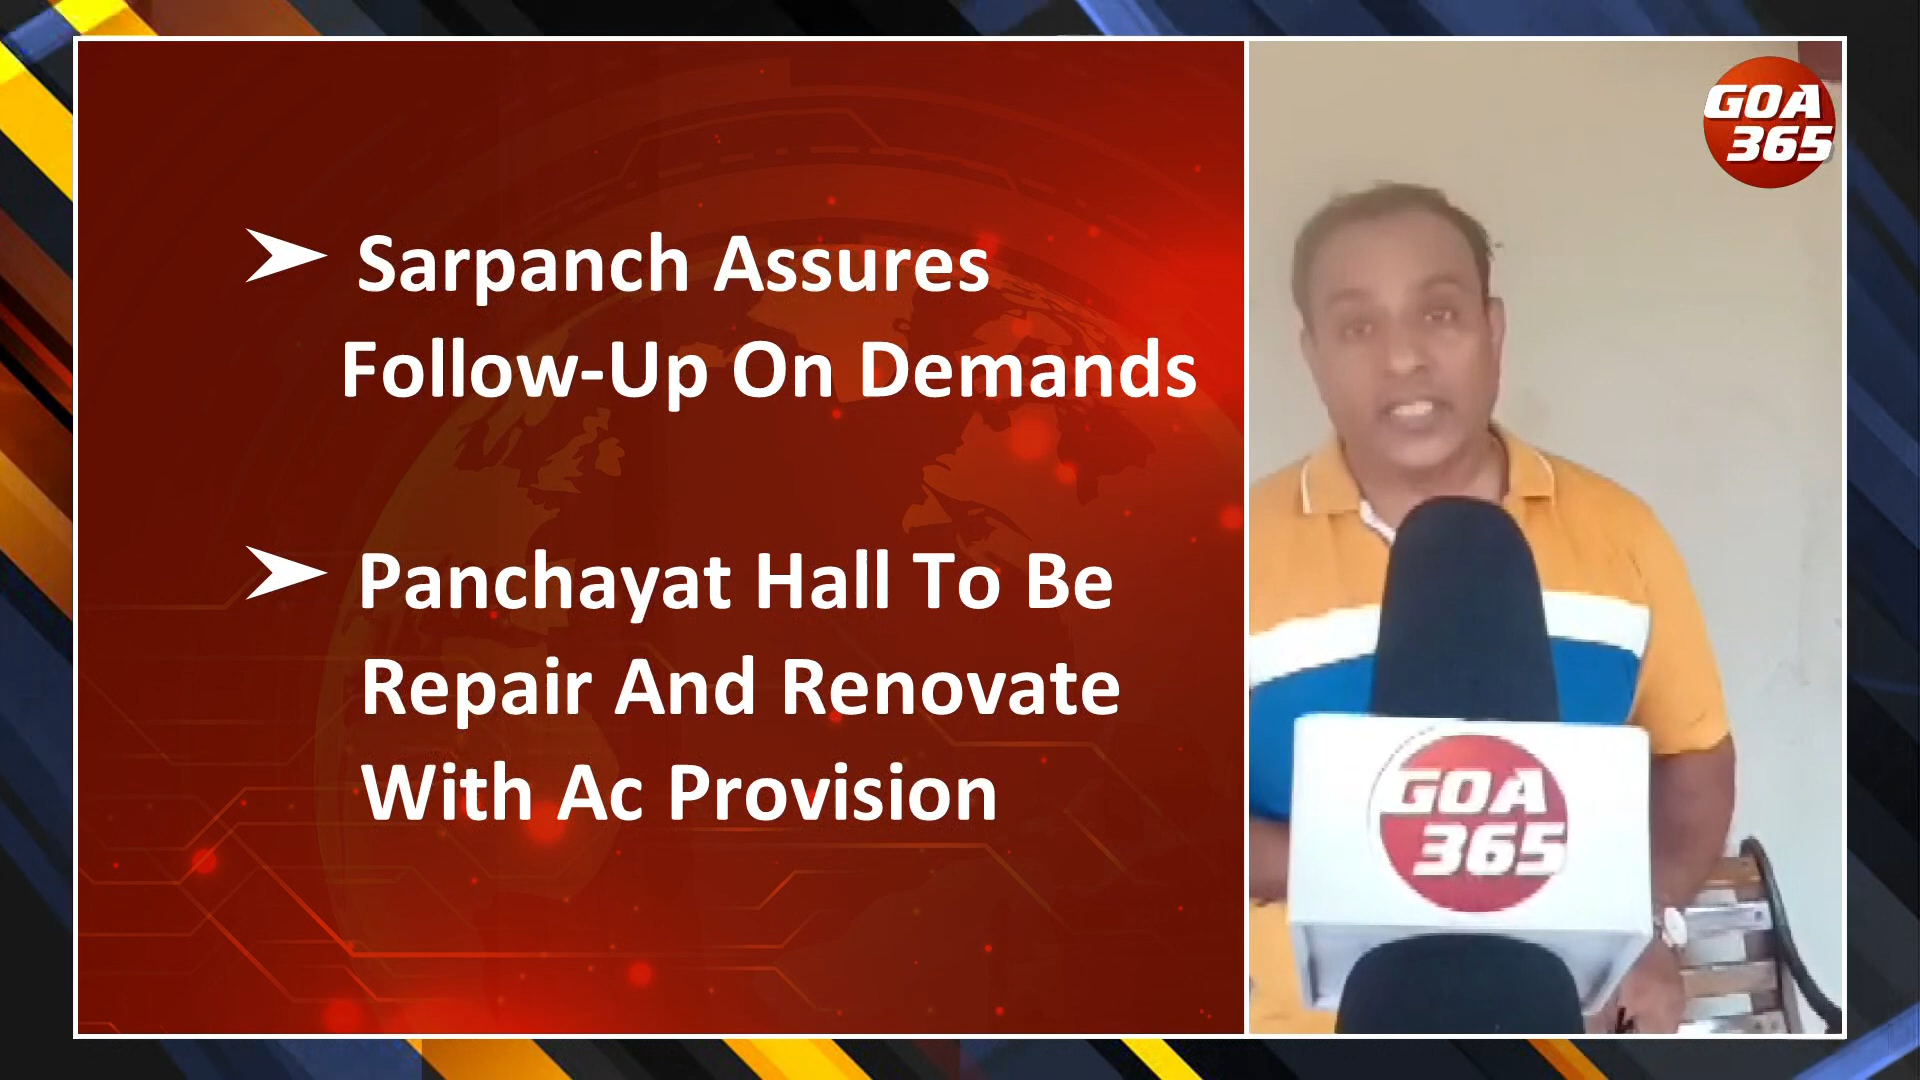 Sarpanch Assures
Follow-Up On Demands
Panchayat Hall To Be
Repair And Renovate
With Ac Provision
GOA
365
GOA
365